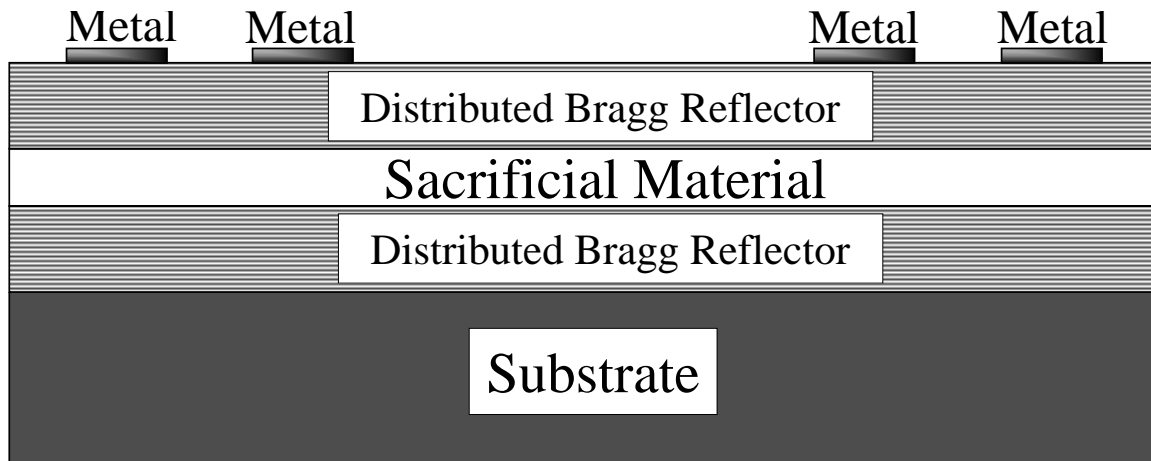 Metal
Metal
Metal
Metal
Distributed Bragg Reflector
Sacrificial Material
Distributed Bragg Reflector
Substrate